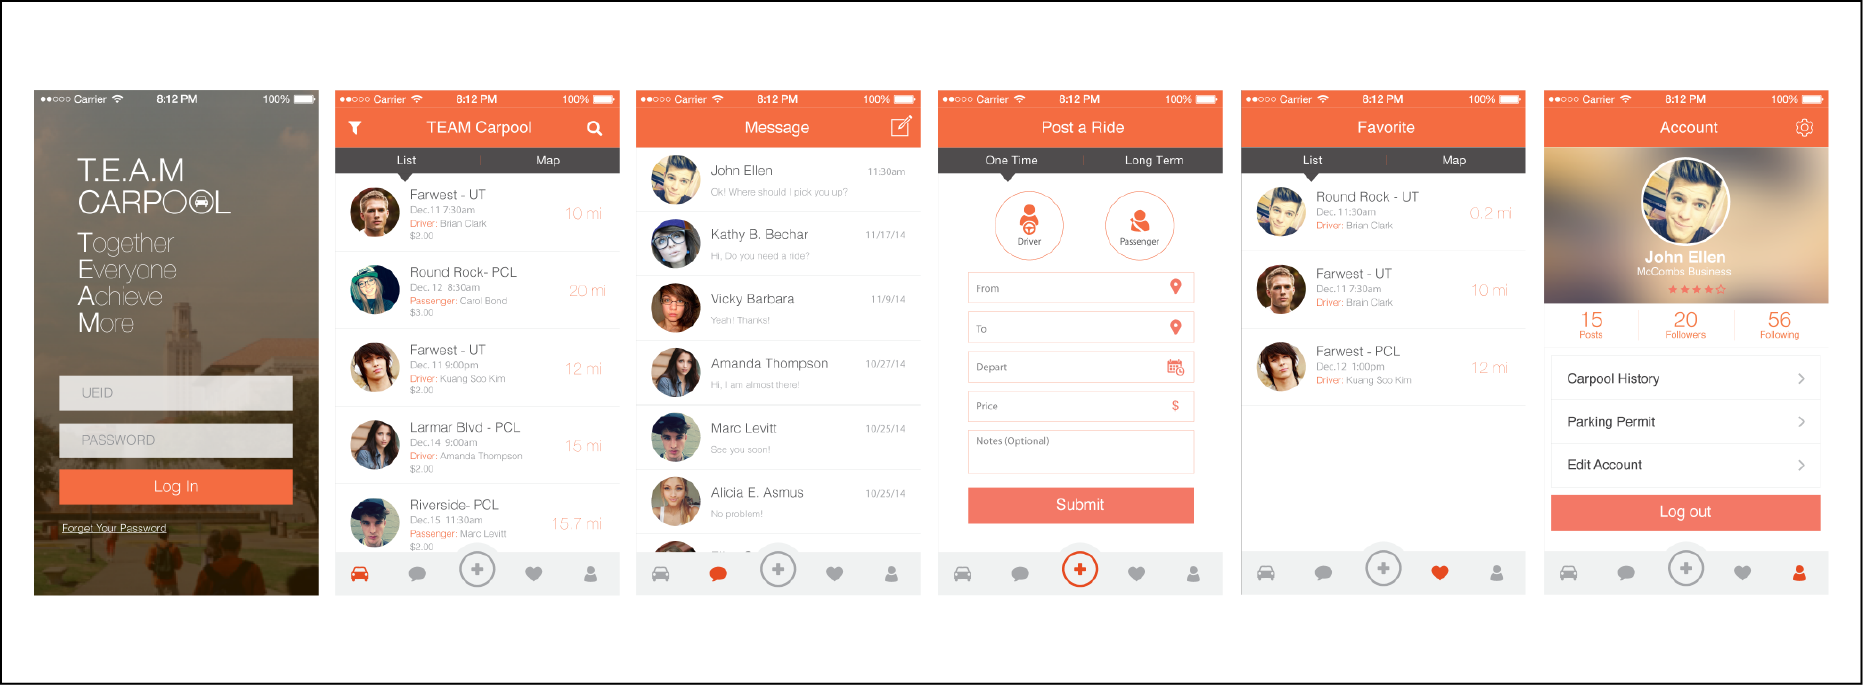 Carrier 8:12 PM 100%
T.E.A.M
CARPOOL
Together
Everyone
Achieve
More
UEID
PASSWORD
Log In
Forget Your Password
Carrier 8:12 PM 100%
TEAM Carpool
List Map
Farwest - UT
Dec.11 7:30am
Driver: Brian Clark
$2.00
10 mi
Round Rock- PCL
Dec. 12 8:30am
Passenger: Carol Bond
$3.00
20 mi
Farwest - UT
Dec. 11 9:00pm
Driver: Kuang Soo Kim
$2.00
12 mi
Larmar Blvd - PCL
Dec.14 9:00am
Driver: Amanda Thompson
$2.00
15 mi
Riverside- PCL
Dec.15 11:30am
Passenger: Marc Levitt
$2.00
15.7 mi
Carrier 8:12 PM 100%
Message
John Ellen 11:30am
Ok! Where should I pick you up?
Kathy B. Bechar 11/17/14
Hi, Do you need a ride?
Vicky Barbara 11/9/14
Yeah! Thanks!
Amanda Thompson 10/27/14
Hi, I am almost there!
Marc Levitt 10/25/14
See you soon!
Alicia E. Asmus 10/25/14
No problem!
Carrier 8:12 PM 100%
Post a Ride
One Time Long Term
Driver Passenger
From
To
Depart
Price $
Notes (Optional)
Submit
Carrier 8:12 PM 100%
Favorite
List Map
Round Rock - UT
Dec. 11:30am
Driver: Brian Clark
0.2 mi
Farwest - UT
Dec.11 7:30am
Driver: Brain Clark
10 mi
Farwest - PCL
Dec.12 1:00pm
Driver: Kuang Soo Kim
12 mi
Carrier 8:12 PM 100%
Account
John Ellen
McCombs Business
15 20 56
Posts Followers Following
Carpool History
Parking Permit
Edit Account
Log out